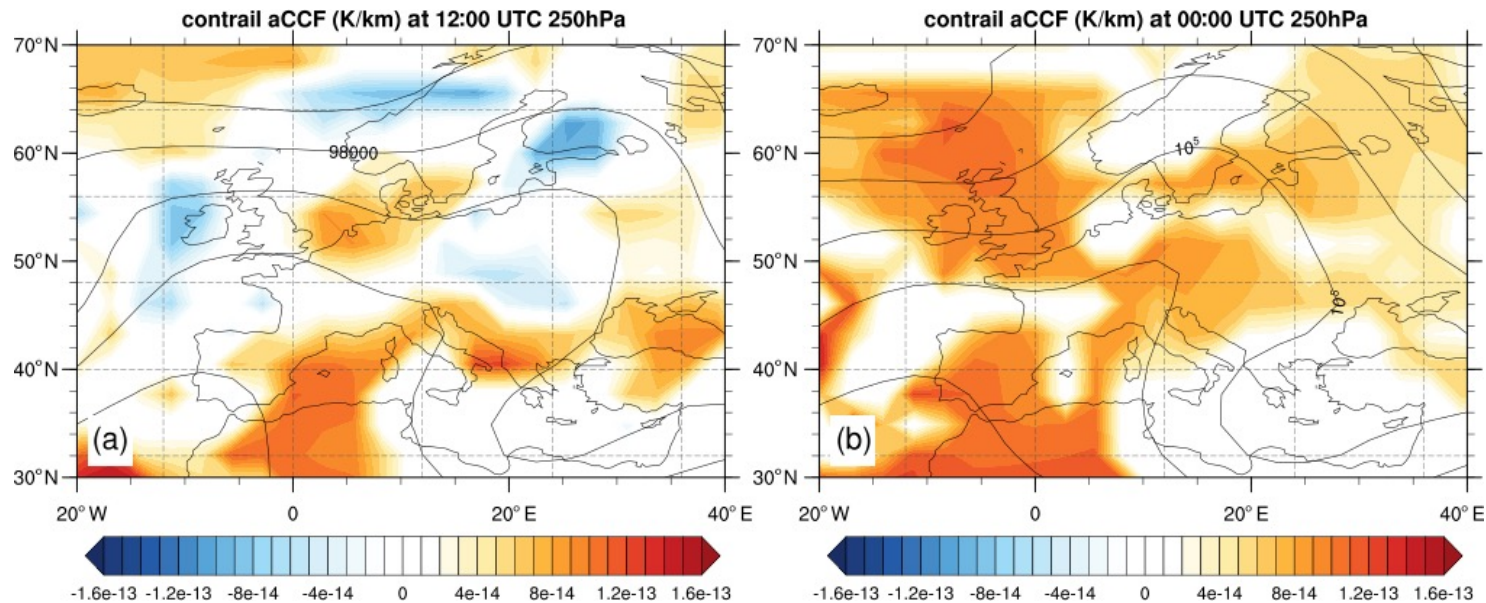 contrail aCCF (K/km) at 12:00 UTC 250hPa
70°N
60°N
50°N
40°N
30°N
98000
(a)
20°W 0 20°E 40°E
-1.6e-13 -1.2e-13 -8e-14 -4e-14 0 4e-14 8e-14 1.2e-13 1.6e-13
contrail aCCF (K/km) at 00:00 UTC 250hPa
70°N
60°N
50°N
40°N
30°N
10⁵
10⁵
(b)
20°W 0 20°E 40°E
-1.6e-13 -1.2e-13 -8e-14 -4e-14 0 4e-14 8e-14 1.2e-13 1.6e-13